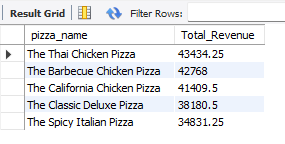 Result Grid Filter Rows:
pizza_name Total_Revenue
The Thai Chicken Pizza 43434.25
The Barbecue Chicken Pizza 42768
The California Chicken Pizza 41409.5
The Classic Deluxe Pizza 38180.5
The Spicy Italian Pizza 34831.25